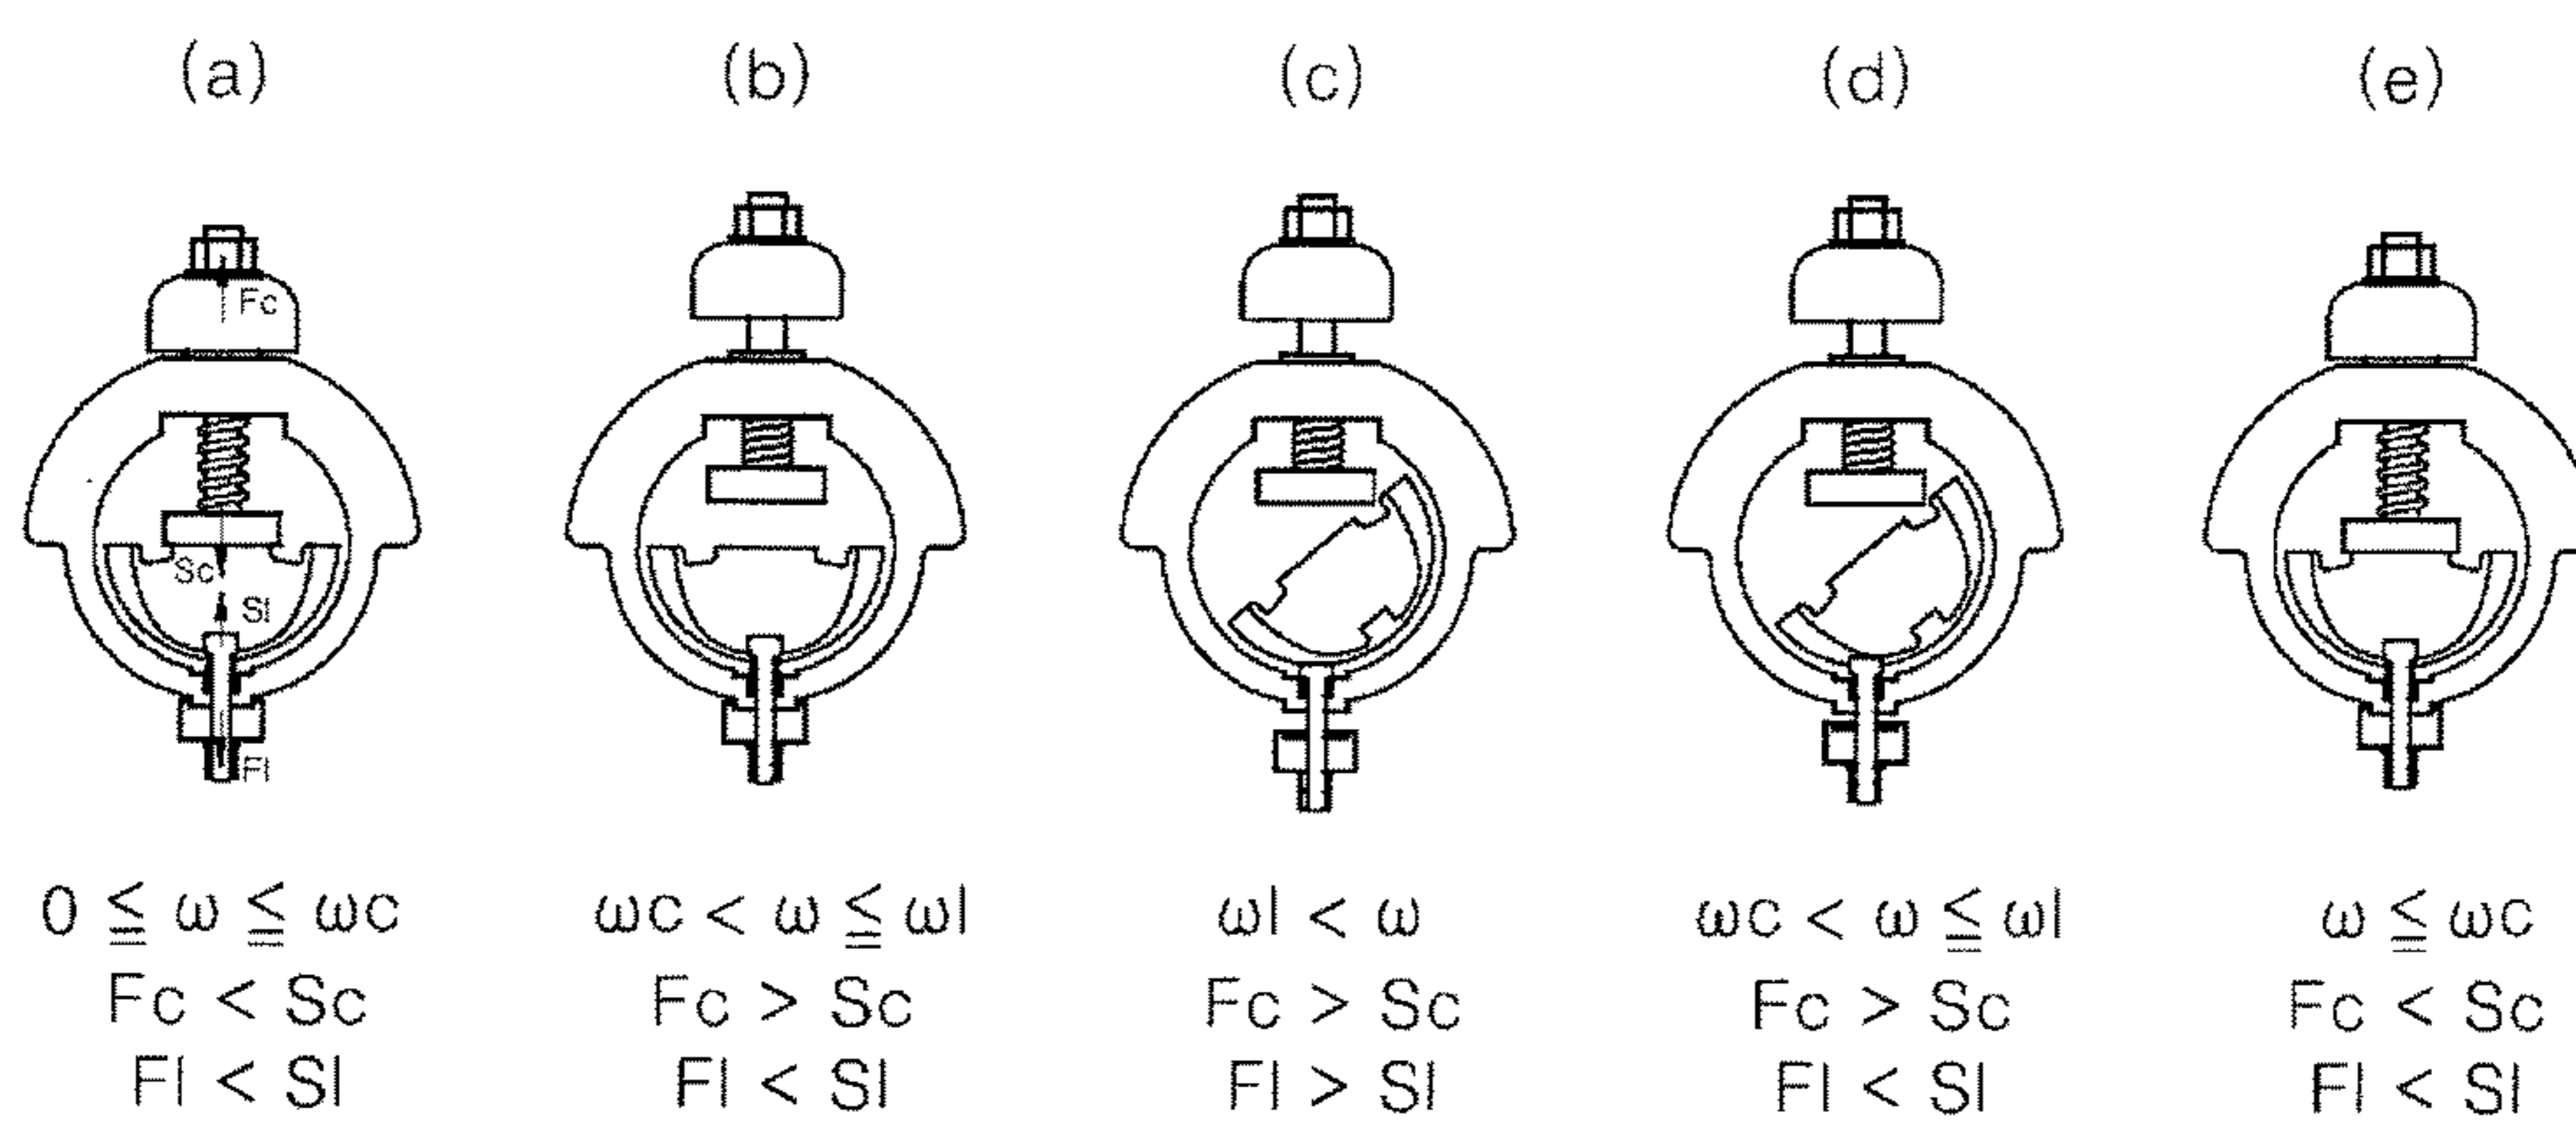 (a) (b) (c) (d) (e)
Fc
Sc
Sl
Fl
0 ≦ ω ≦ ωc ωc < ω ≦ ωl ωl < ω ωc < ω ≦ ωl ω ≦ ωc
Fc < Sc Fc > Sc Fc > Sc Fc > Sc Fc < Sc
Fl < Sl Fl < Sl Fl > Sl Fl < Sl Fl < Sl